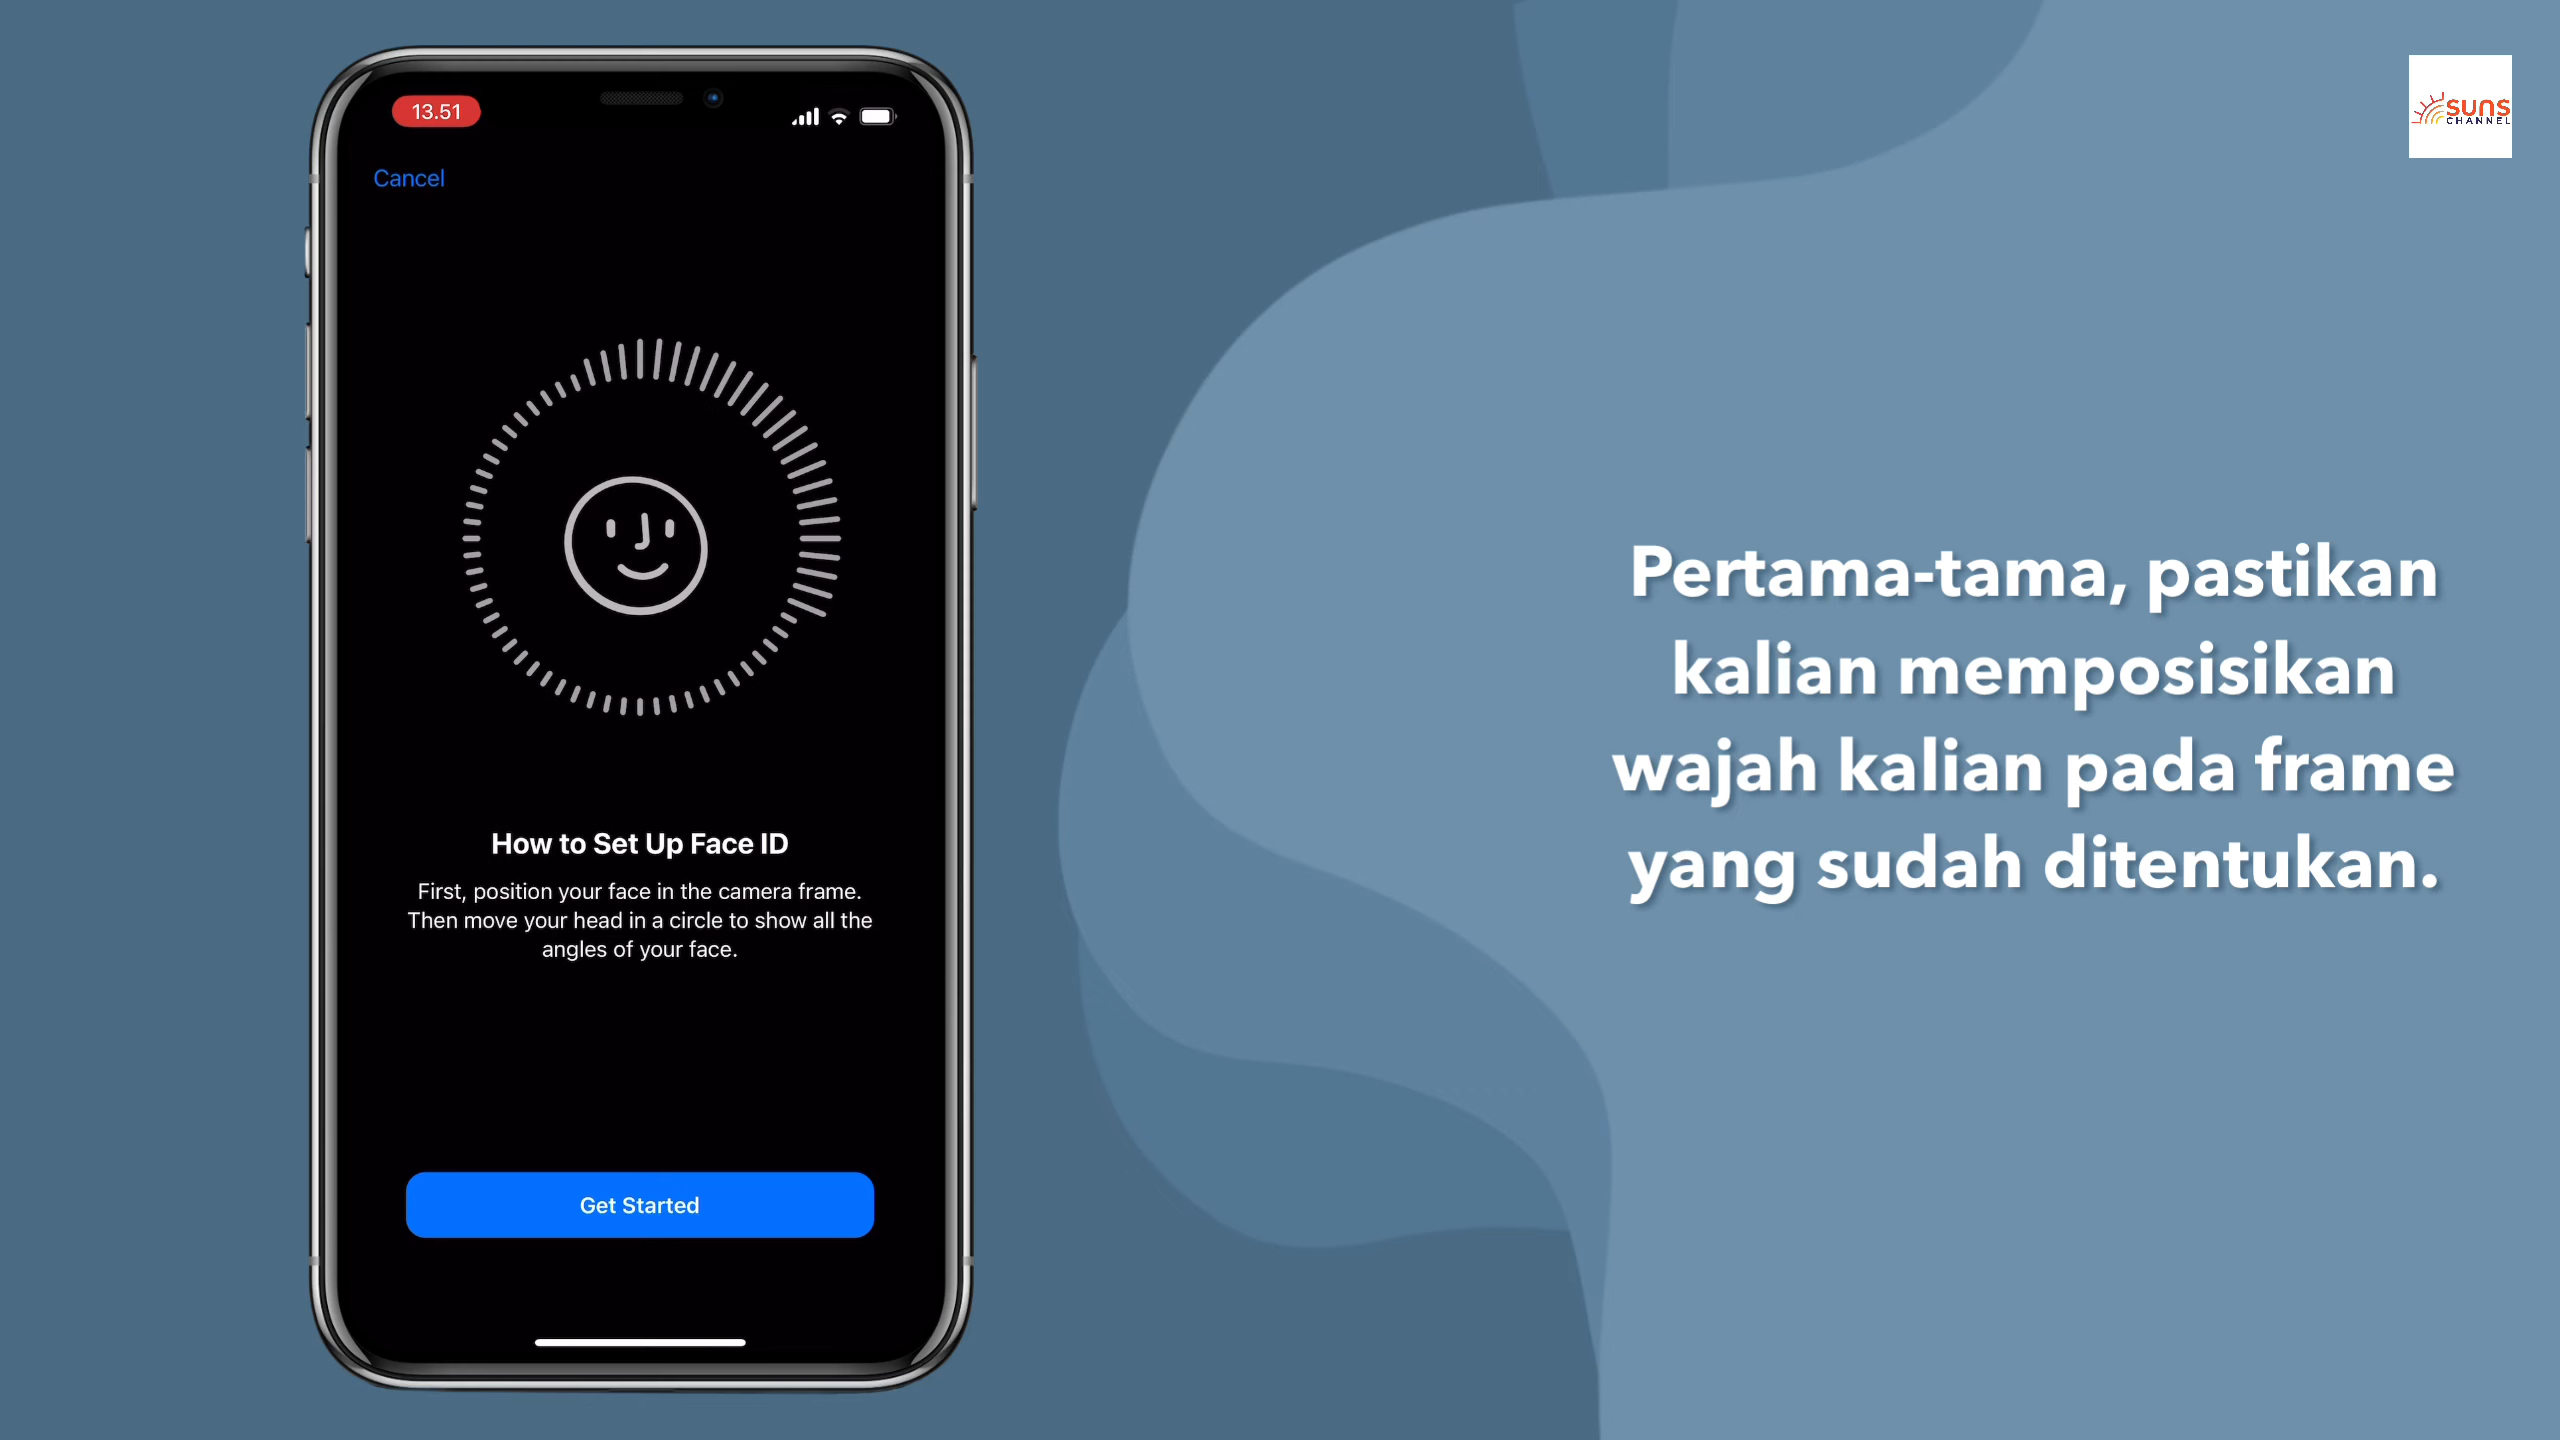 13.51
Cancel
How to Set Up Face ID
First, position your face in the camera frame.
Then move your head in a circle to show all the
angles of your face.
Get Started
suns
CHANNEL
Pertama-tama, pastikan
kalian memposisikan
wajah kalian pada frame
yang sudah ditentukan.